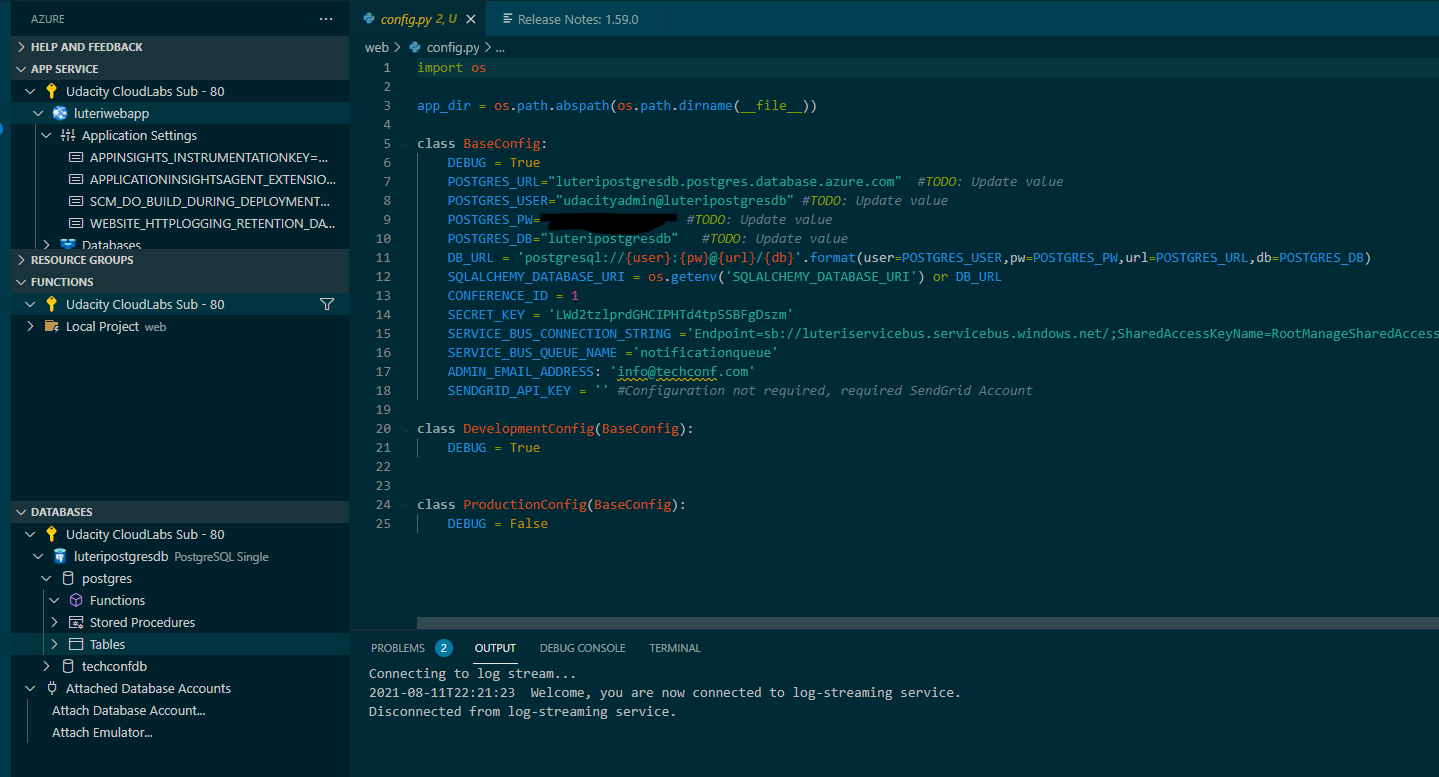 AZURE
···
HELP AND FEEDBACK
APP SERVICE
Udacity CloudLabs Sub - 80
luteriwebapp
Application Settings
APPINSIGHTS_INSTRUMENTATIONKEY=...
APPLICATIONINSIGHTSAGENT_EXTENSIO...
SCM_DO_BUILD_DURING_DEPLOYMENT...
WEBSITE_HTTPLOGGING_RETENTION_DA...
Databases
RESOURCE GROUPS
FUNCTIONS
Udacity CloudLabs Sub - 80
Local Project web
DATABASES
Udacity CloudLabs Sub - 80
luteripostgresdb PostgreSQL Single
postgres
Functions
Stored Procedures
Tables
techconfdb
Attached Database Accounts
Attach Database Account...
Attach Emulator...
config.py 2, U
Release Notes: 1.59.0
web > config.py > ...
1 import os
2
3 app_dir = os.path.abspath(os.path.dirname(__file__))
4
5 class BaseConfig:
6 DEBUG = True
7 POSTGRES_URL="luteripostgresdb.postgres.database.azure.com" #TODO: Update value
8 POSTGRES_USER="udacityadmin@luteripostgresdb" #TODO: Update value
9 POSTGRES_PW= #TODO: Update value
10 POSTGRES_DB="luteripostgresdb" #TODO: Update value
11 DB_URL = 'postgresql://{user}:{pw}@{url}/{db}'.format(user=POSTGRES_USER,pw=POSTGRES_PW,url=POSTGRES_URL,db=POSTGRES_DB)
12 SQLALCHEMY_DATABASE_URI = os.getenv('SQLALCHEMY_DATABASE_URI') or DB_URL
13 CONFERENCE_ID = 1
14 SECRET_KEY = 'LWd2tzlprdGHCIPHTd4tp5SBFgDszm'
15 SERVICE_BUS_CONNECTION_STRING ='Endpoint=sb://luteriservicebus.servicebus.windows.net/;SharedAccessKeyName=RootManageSharedAccess
16 SERVICE_BUS_QUEUE_NAME ='notificationqueue'
17 ADMIN_EMAIL_ADDRESS: 'info@techconf.com'
18 SENDGRID_API_KEY = '' #Configuration not required, required SendGrid Account
19
20 class DevelopmentConfig(BaseConfig):
21 DEBUG = True
22
23
24 class ProductionConfig(BaseConfig):
25 DEBUG = False
PROBLEMS 2 OUTPUT DEBUG CONSOLE TERMINAL
Connecting to log stream...
2021-08-11T22:21:23 Welcome, you are now connected to log-streaming service.
Disconnected from log-streaming service.